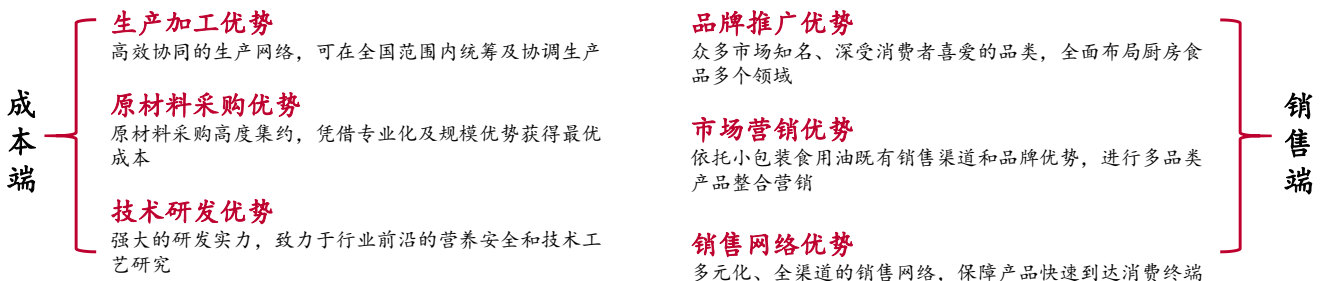 成本端
生产加工优势
高效协同的生产网络，可在全国范围内统筹及协调生产
原材料采购优势
原材料采购高度集约，凭借专业化及规模优势获得最优
成本
技术研发优势
强大的研发实力，致力于行业前沿的营养安全和技术工
艺研究
品牌推广优势
众多市场知名、深受消费者喜爱的品类，全面布局厨房食
品多个领域
市场营销优势
依托小包装食用油既有销售渠道和品牌优势，进行多品类
产品整合营销
销售网络优势
多元化、全渠道的销售网络，保障产品快速到达消费终端
销售端